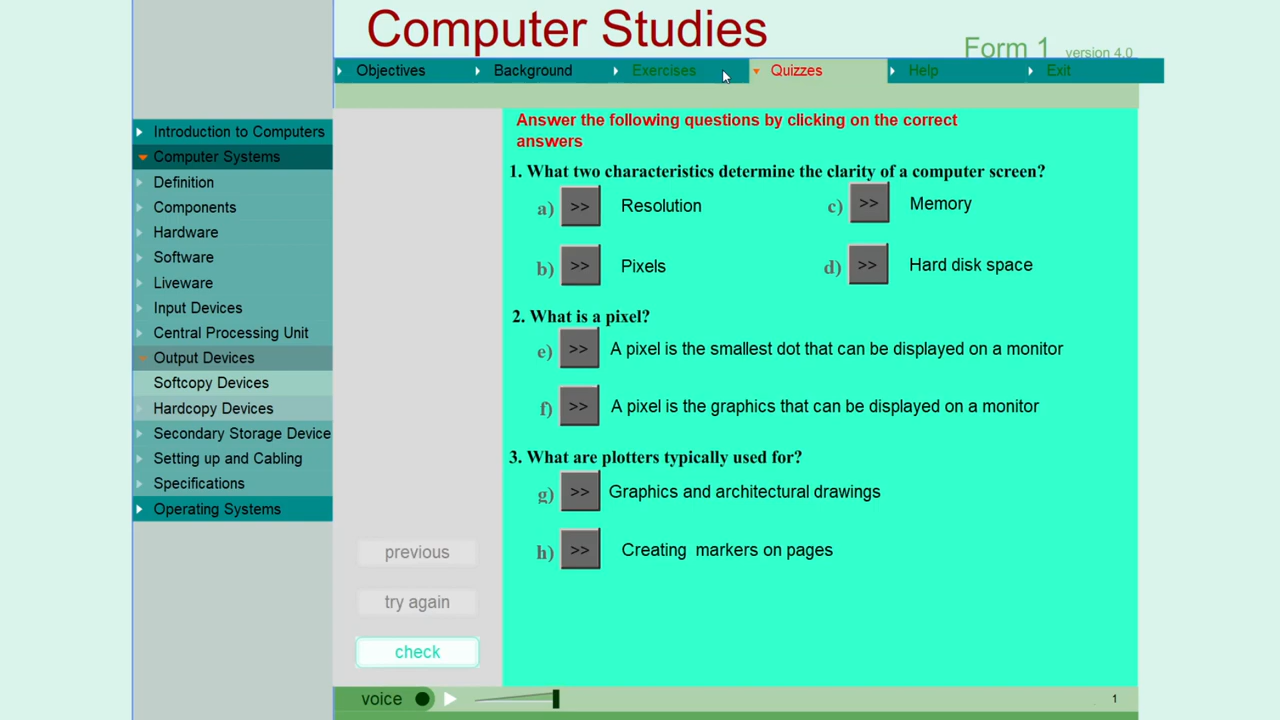 Computer Studies
Form 1 version 4.0
Objectives Background Exercises Quizzes Help Exit
Introduction to Computers
Computer Systems
Definition
Components
Hardware
Software
Liveware
Input Devices
Central Processing Unit
Output Devices
Softcopy Devices
Hardcopy Devices
Secondary Storage Device
Setting up and Cabling
Specifications
Operating Systems
Answer the following questions by clicking on the correct
answers
1. What two characteristics determine the clarity of a computer screen?
a) >> Resolution c) >> Memory
b) >> Pixels d) >> Hard disk space
2. What is a pixel?
e) >> A pixel is the smallest dot that can be displayed on a monitor
f) >> A pixel is the graphics that can be displayed on a monitor
3. What are plotters typically used for?
g) >> Graphics and architectural drawings
h) >> Creating markers on pages
previous
try again
check
voice 1